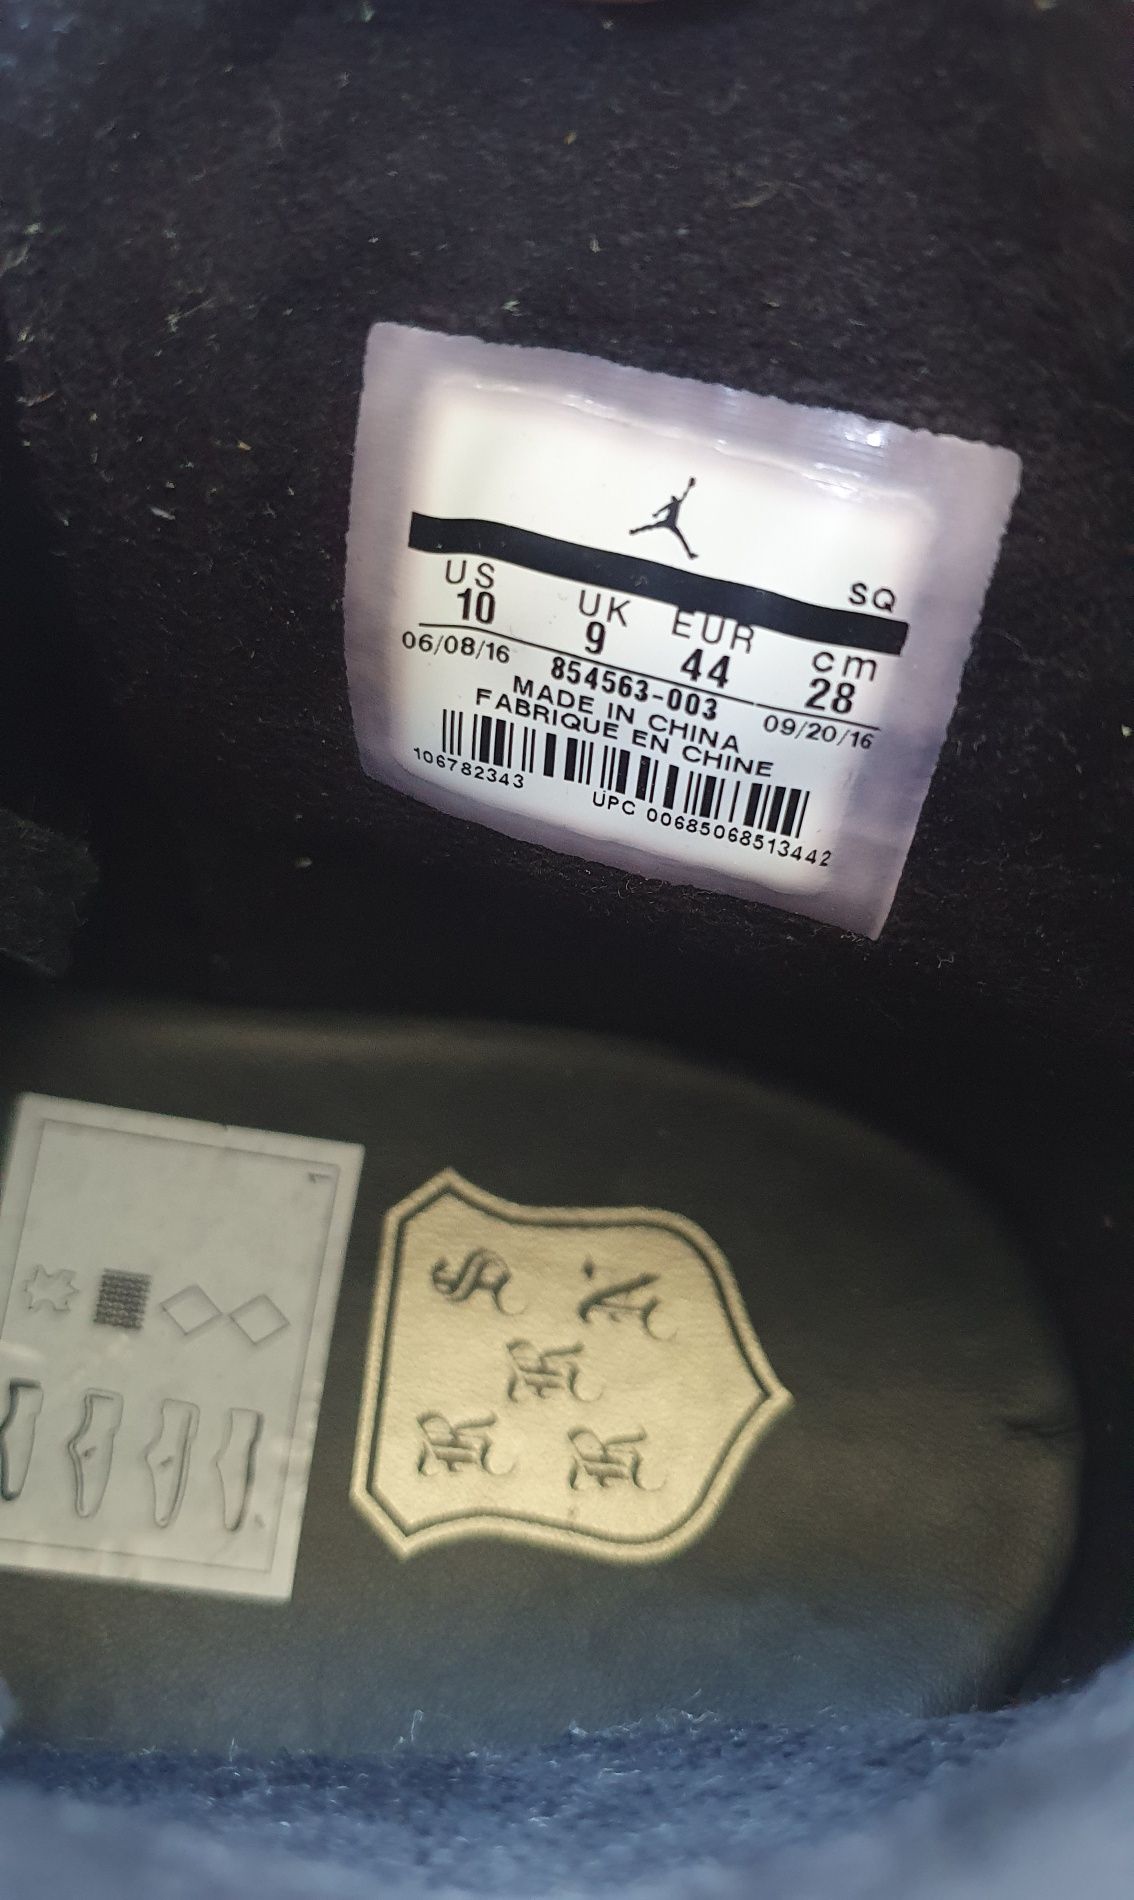 SQ
US UK EUR cm
10 9 44 28
06/08/16 854563-003 09/20/16
MADE IN CHINA
FABRIQUE EN CHINE
106782343
UPC 00685068513442
R R
R
S A